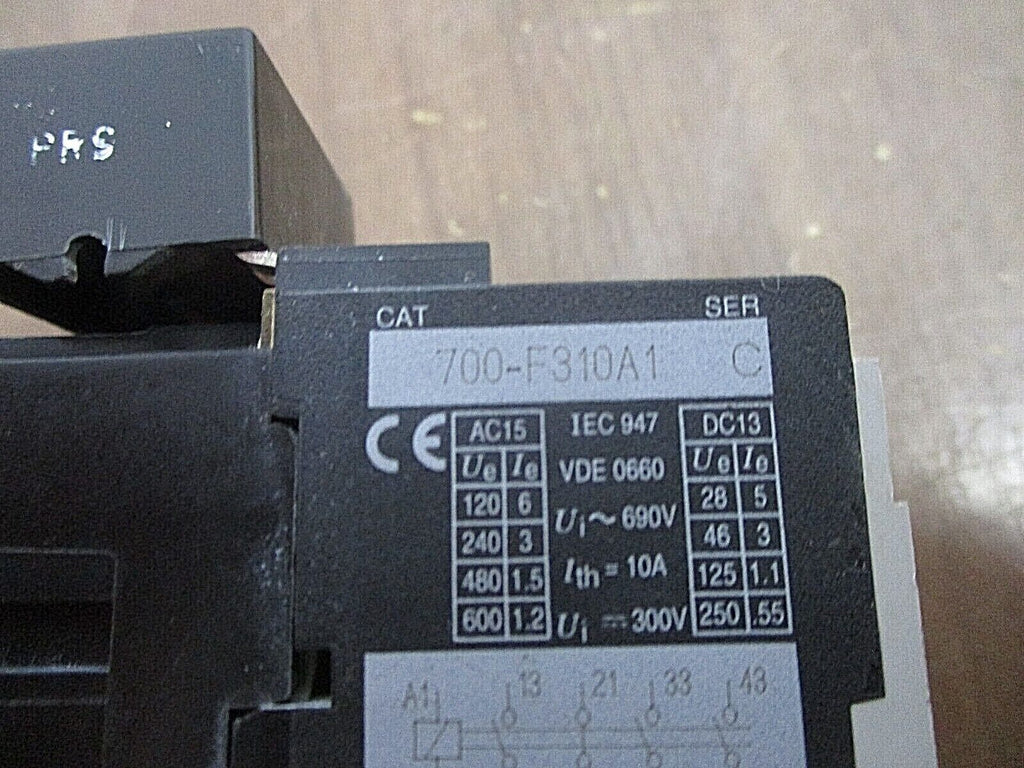 PRS
CAT SER
700-F310A1 C
CE AC15 IEC 947 DC13
Ue Ie VDE 0660 Ue Ie
120 6 Ui ~ 690V 28 5
240 3 46 3
480 1.5 Ith = 10A 125 1.1
600 1.2 Ui ⎓ 300V 250 .55
A1 13 21 33 43